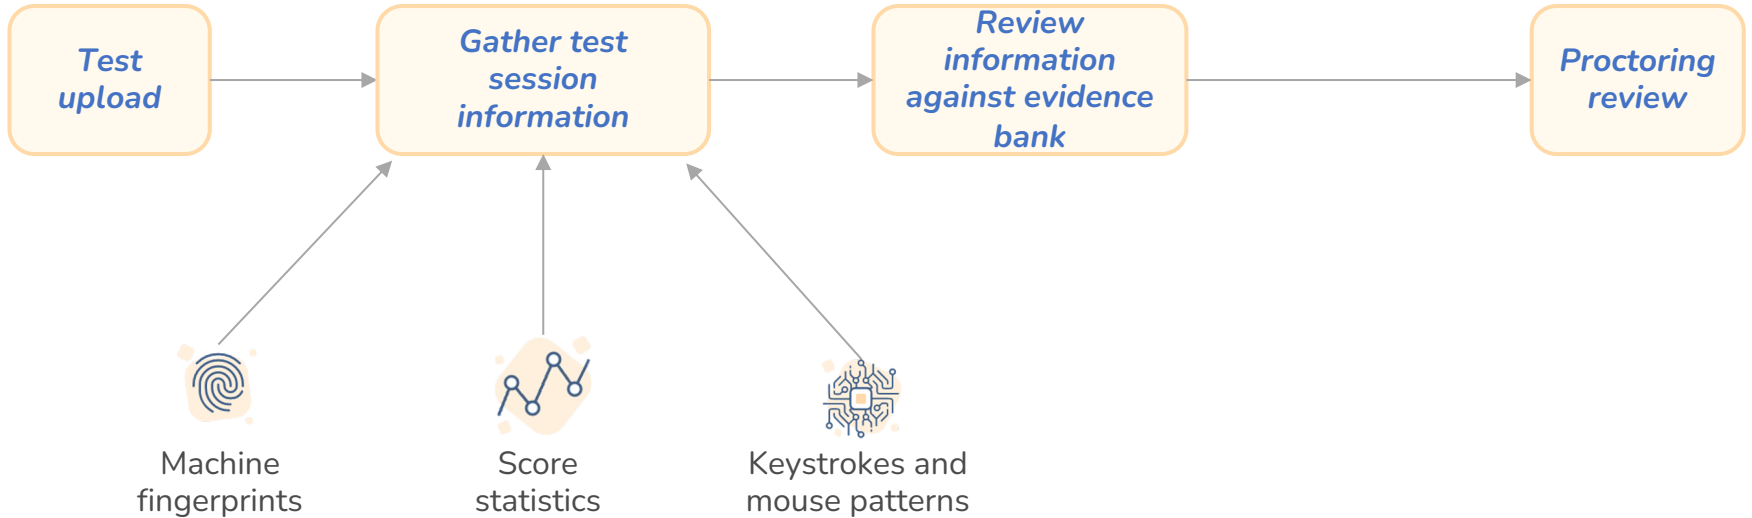 Test
upload
Gather test
session
information
Review
information
against evidence
bank
Proctoring
review
Machine
fingerprints
Score
statistics
Keystrokes and
mouse patterns